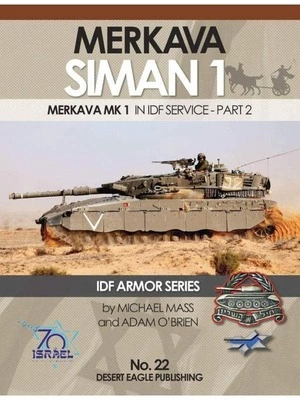 MERKAVA
SIMAN 1
MERKAVA MK 1 IN IDF SERVICE - PART 2
IDF ARMOR SERIES
by MICHAEL MASS
and ADAM O'BRIEN
70
ISRAEL
No. 22
DESERT EAGLE PUBLISHING